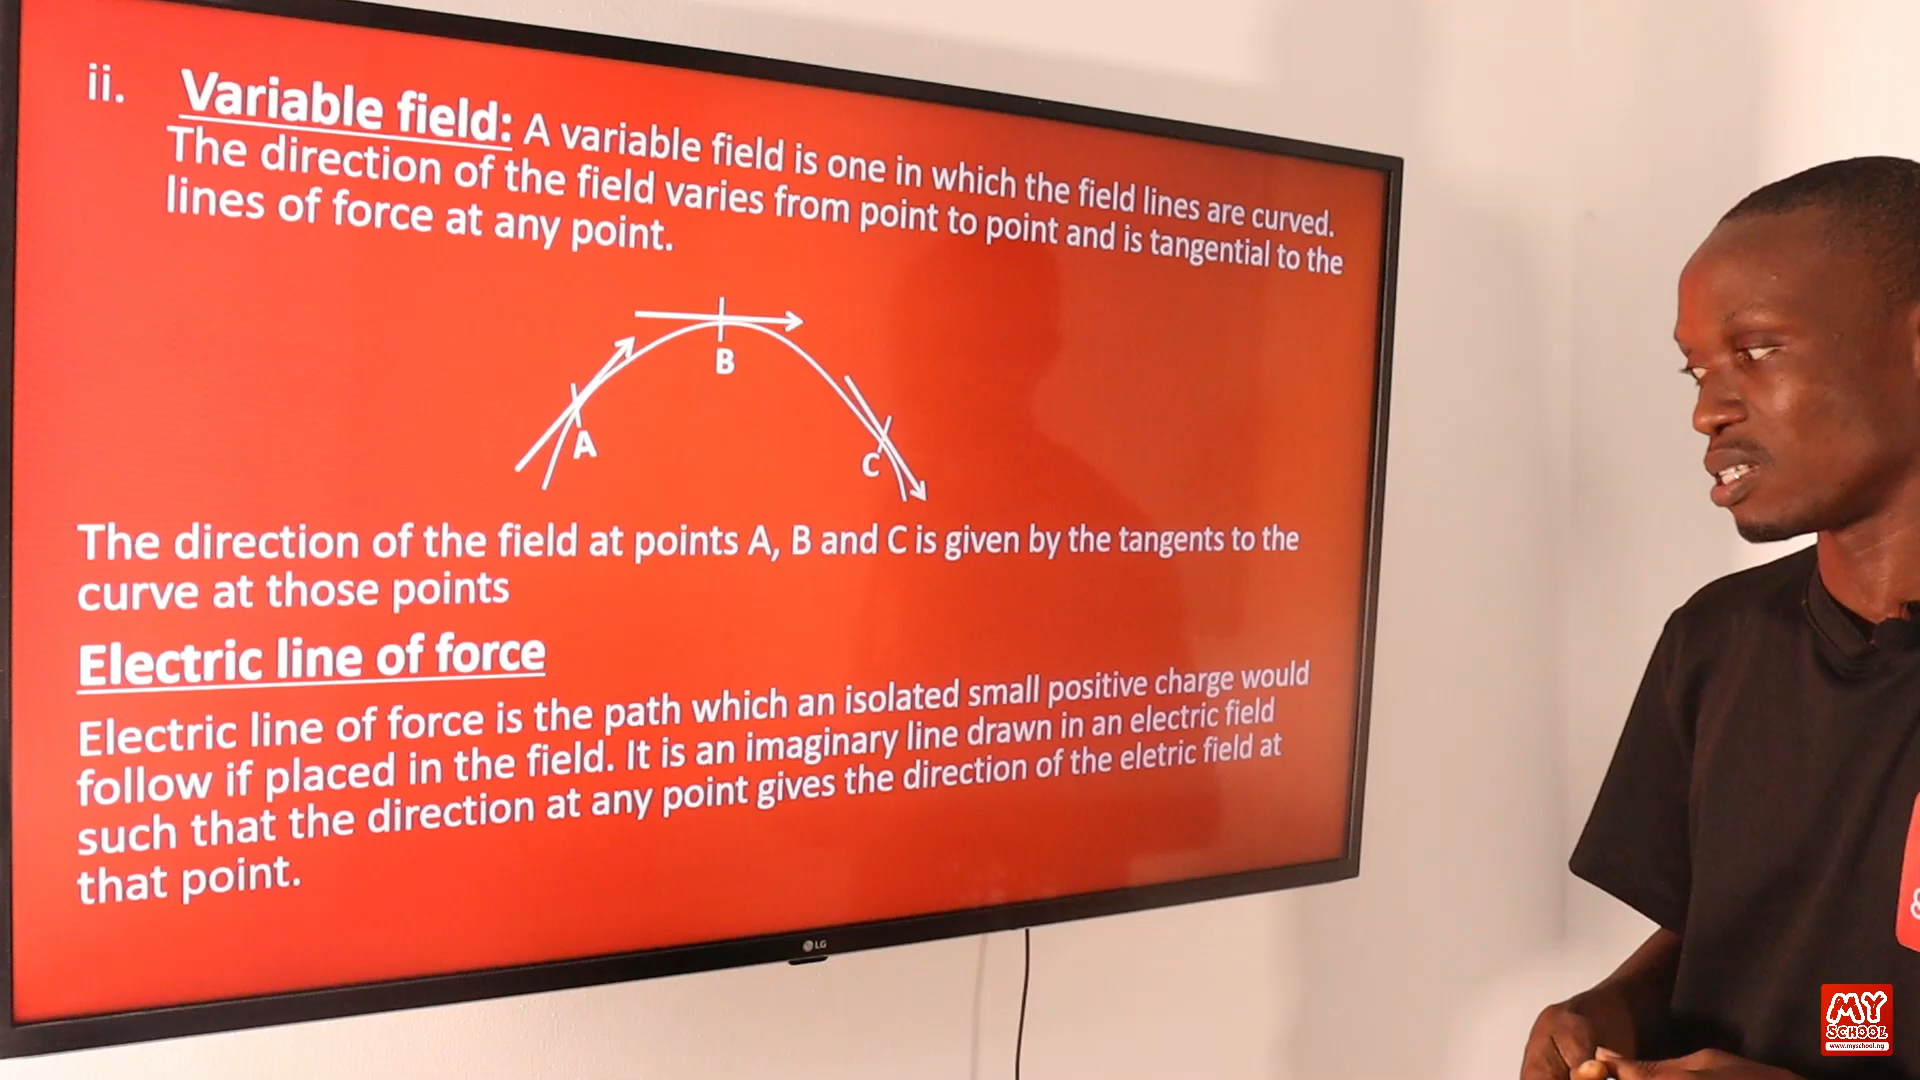 ii. Variable field: A variable field is one in which the field lines are curved.
The direction of the field varies from point to point and is tangential to the
lines of force at any point.
B
A
C
The direction of the field at points A, B and C is given by the tangents to the
curve at those points
Electric line of force
Electric line of force is the path which an isolated small positive charge would
follow if placed in the field. It is an imaginary line drawn in an electric field
such that the direction at any point gives the direction of the eletric field at
that point.
LG
MY
SCHOOL
www.myschool.ng